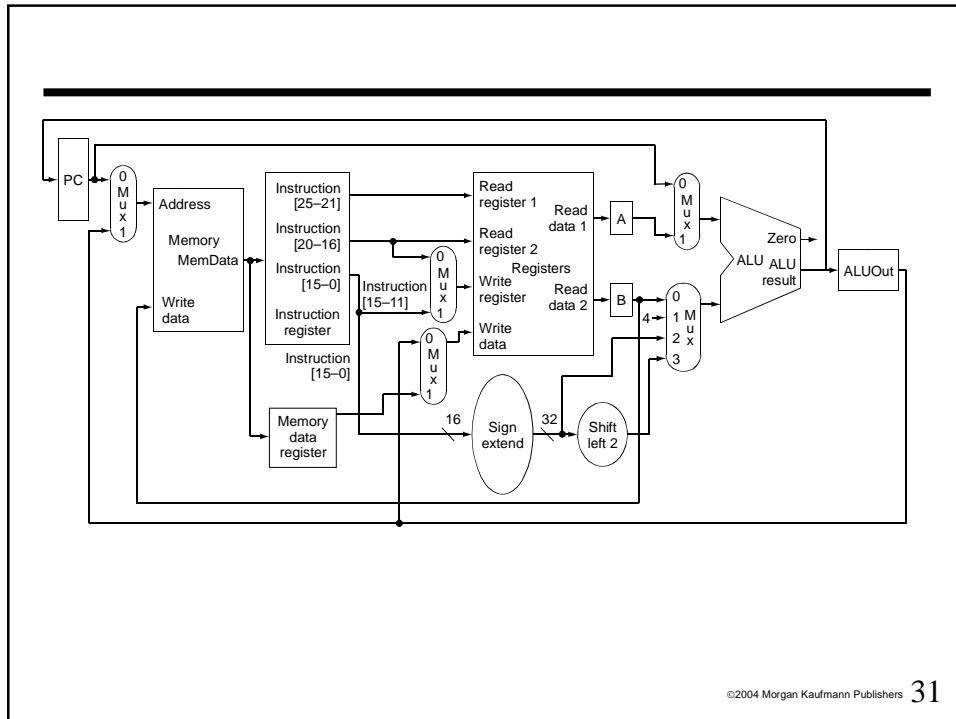 PC
0
M
u
x
1
Address
Memory
MemData
Write
data
Instruction
[25–21]
Instruction
[20–16]
Instruction
[15–0]
Instruction
register
Instruction
[15–0]
Memory
data
register
Instruction
[15–11]
0
M
u
x
1
0
M
u
x
1
Read
register 1
Read
register 2
Registers
Write
register
Write
data
Read
data 1
Read
data 2
16
Sign
extend
32
Shift
left 2
A
B
4
0
M
u
x
1
0
1
2
3
M
u
x
Zero
ALU
ALU
result
ALUOut
©2004 Morgan Kaufmann Publishers 31